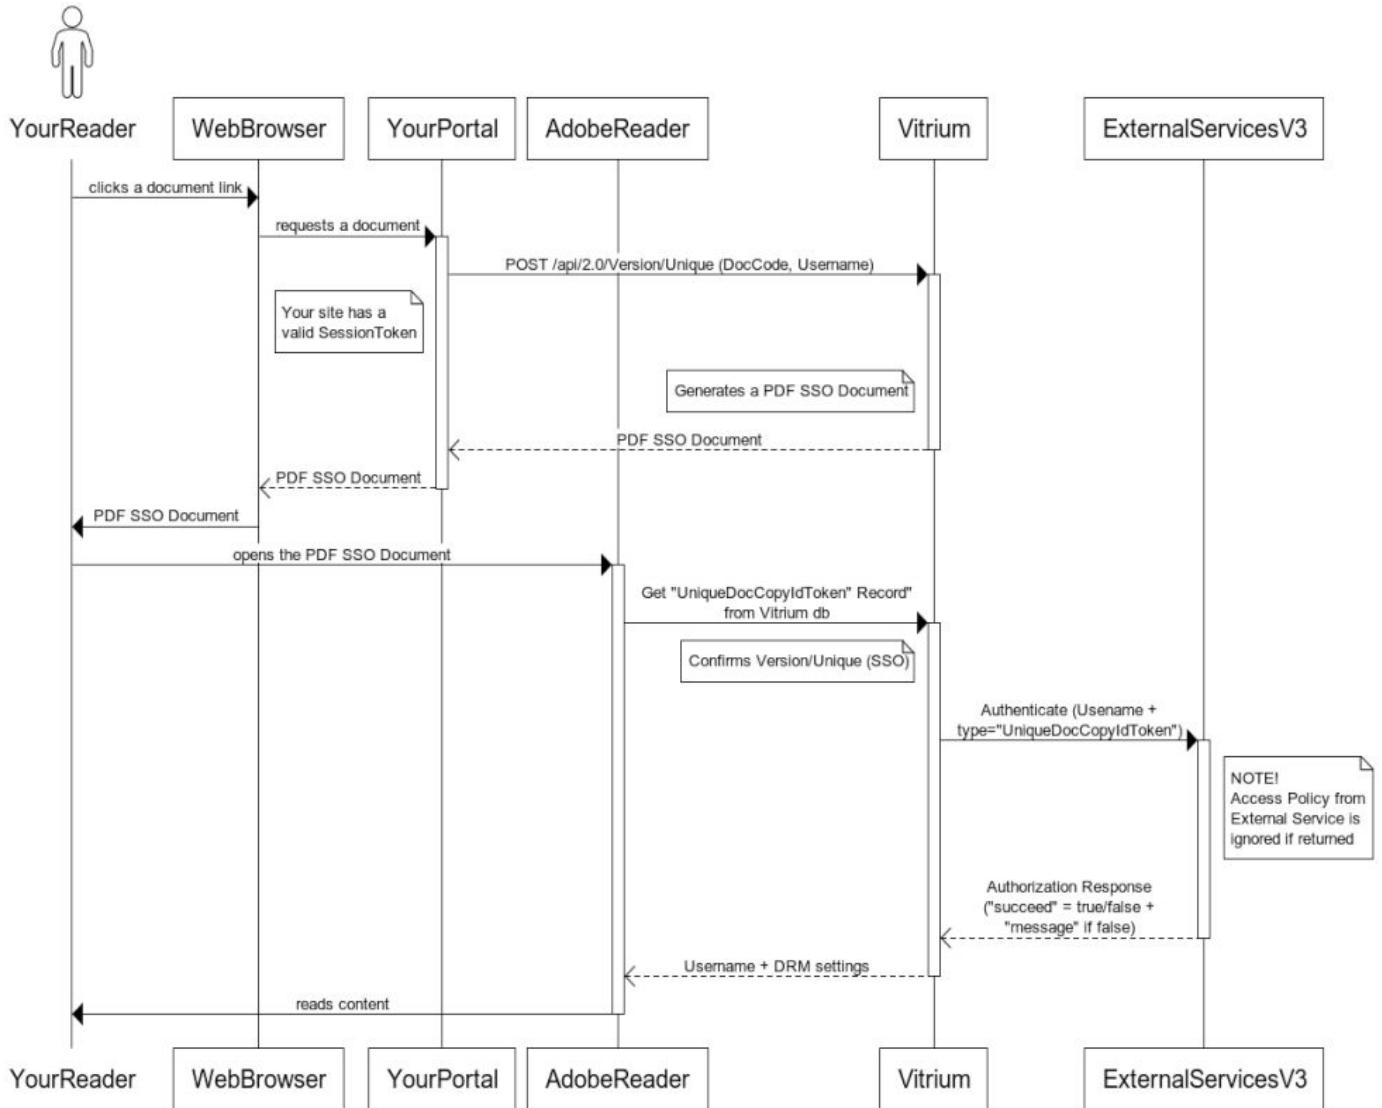 YourReader
WebBrowser
YourPortal
AdobeReader
Vitrium
ExternalServicesV3
clicks a document link
requests a document
POST /api/2.0/Version/Unique (DocCode, Username)
Your site has a
valid SessionToken
Generates a PDF SSO Document
PDF SSO Document
PDF SSO Document
PDF SSO Document
opens the PDF SSO Document
Get "UniqueDocCopyIdToken" Record"
from Vitrium db
Confirms Version/Unique (SSO)
Authenticate (Usename +
type="UniqueDocCopyIdToken")
NOTE!
Access Policy from
External Service is
ignored if returned
Authorization Response
("succeed" = true/false +
"message" if false)
Username + DRM settings
reads content
YourReader
WebBrowser
YourPortal
AdobeReader
Vitrium
ExternalServicesV3